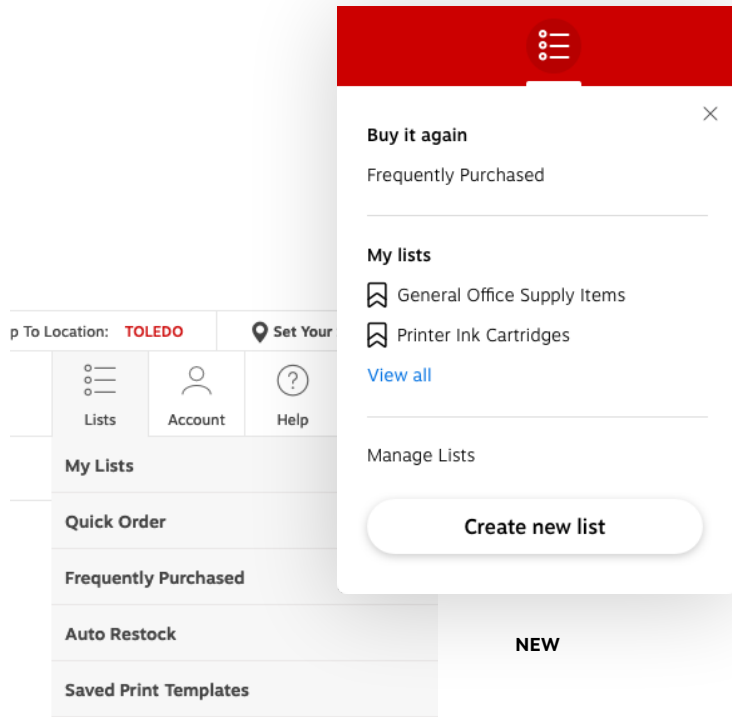 Buy it again
Frequently Purchased
My lists
General Office Supply Items
Printer Ink Cartridges
View all
Manage Lists
Create new list
NEW
p To Location: TOLEDO
Set Your
Lists
Account
Help
My Lists
Quick Order
Frequently Purchased
Auto Restock
Saved Print Templates